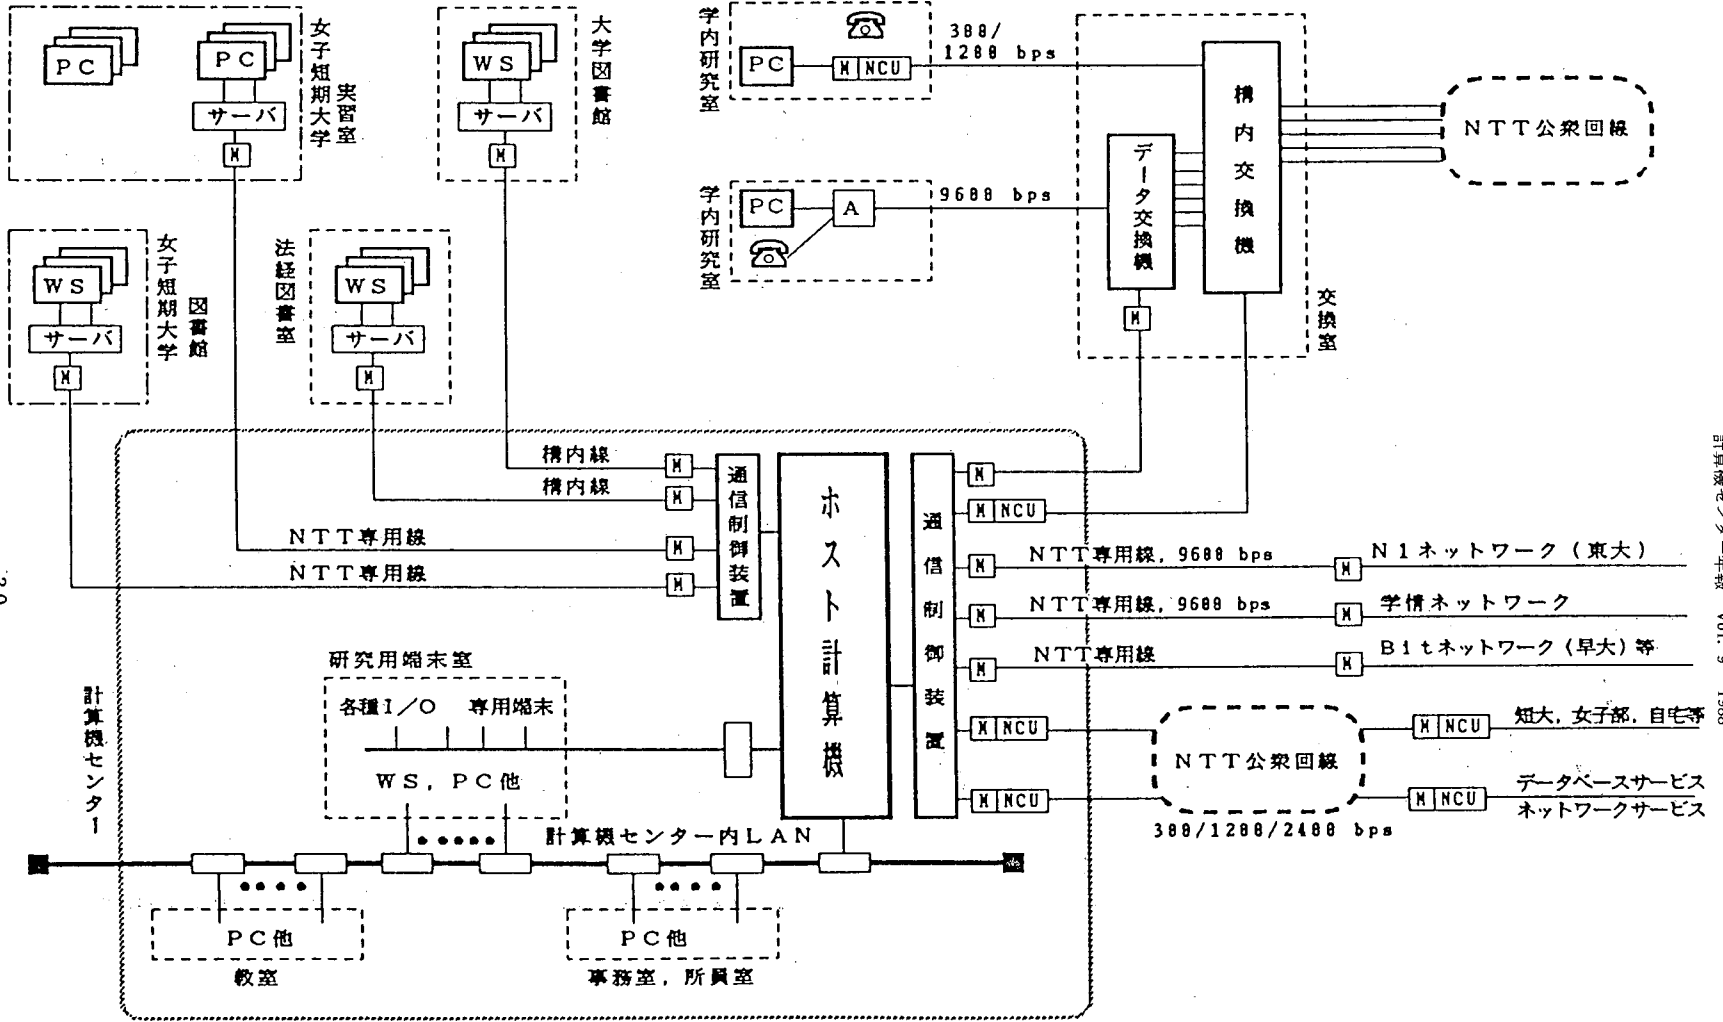 PC
PC
サーバ
M
女子短期大学
実習室
WS
サーバ
M
大学図書館
学内研究室
PC
M NCU
300/
1200 bps
構内交換機
NTT公衆回線
データ交換機
学内研究室
PC
A
9600 bps
M
交換室
WS
サーバ
M
女子短期大学
図書館
法経図書室
WS
サーバ
M
構内線
M
構内線
M
NTT専用線
M
NTT専用線
M
通信制御装置
ホスト計算機
通信制御装置
M
M NCU
M
NTT専用線, 9600 bps
M
N1ネットワーク(東大)
M
NTT専用線, 9600 bps
M
学情ネットワーク
M
NTT専用線
M
Bitネットワーク(早大)等
M NCU
NTT公衆回線
M NCU
短大, 女子部, 自宅等
M NCU
M NCU
データベースサービス
ネットワークサービス
300/1200/2400 bps
研究用端末室
各種I/O 専用端末
WS, PC他
計算機センター
計算機センター内LAN
PC他
教室
PC他
事務室, 所員室
計算機センター年報 Vol. 9 1988